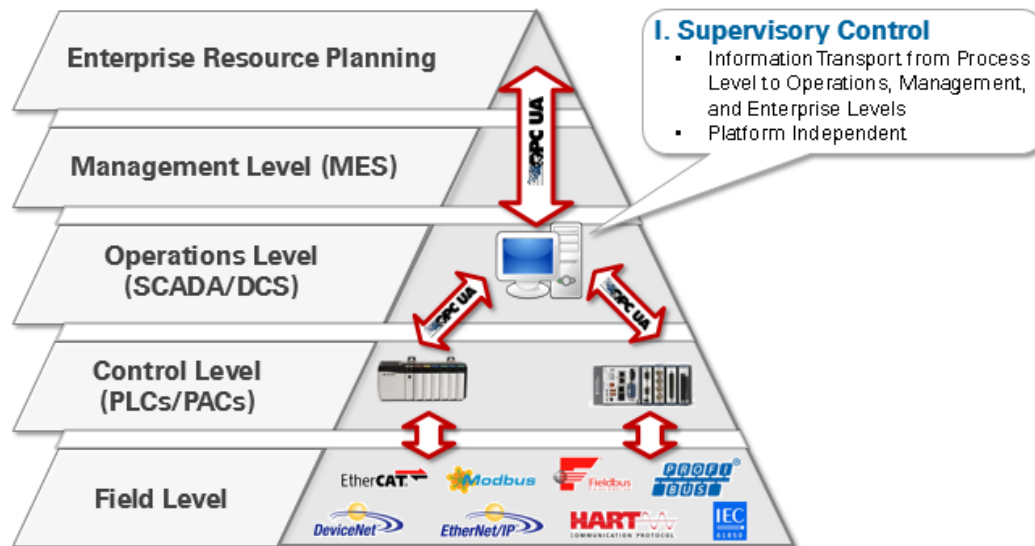 Enterprise Resource Planning
I. Supervisory Control
▪ Information Transport from Process
Level to Operations, Management,
and Enterprise Levels
▪ Platform Independent
OPC UA
Management Level (MES)
Operations Level
(SCADA/DCS)
OPC UA
OPC UA
Control Level
(PLCs/PACs)
Field Level
EtherCAT
Modbus
Fieldbus
PROFI
BUS
®
DeviceNet
EtherNet/IP
HART
COMMUNICATION PROTOCOL
IEC
61850